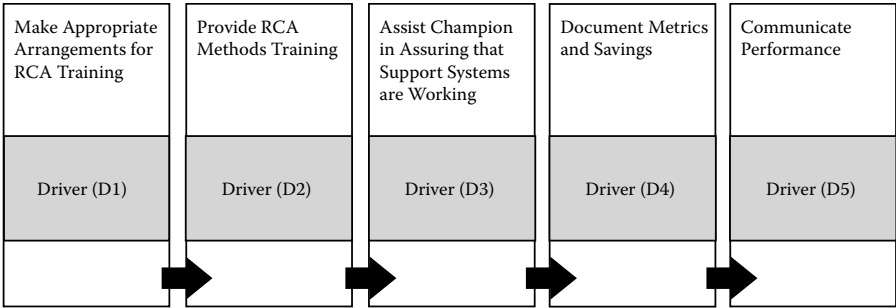 Make Appropriate
Arrangements for
RCA Training
Provide RCA
Methods Training
Assist Champion
in Assuring that
Support Systems
are Working
Document Metrics
and Savings
Communicate
Performance
Driver (D1)
Driver (D2)
Driver (D3)
Driver (D4)
Driver (D5)